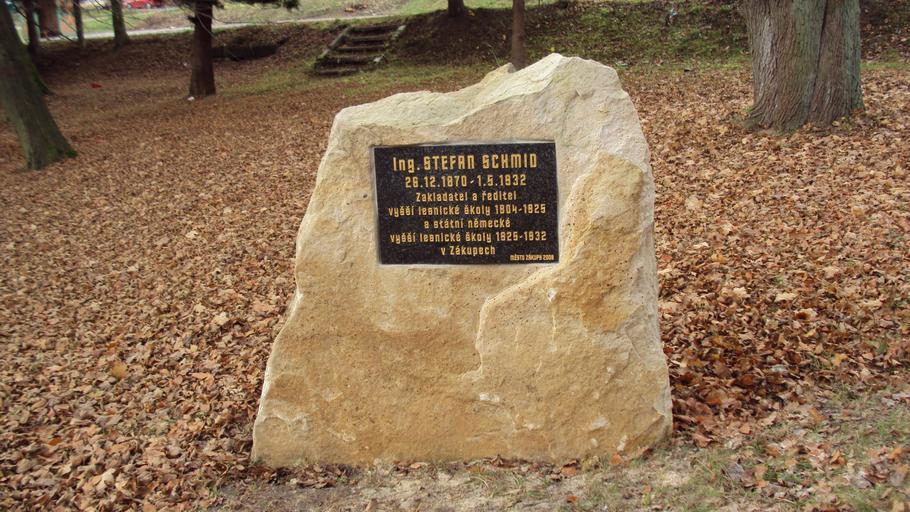 Ing. STEFAN SCHMID
26.12.1870 - 1.5.1932
Zakladatel a ředitel
vyšší lesnické školy 1904-1925
a státní německé
vyšší lesnické školy 1925-1932
v Zákupech
MĚSTO ZÁKUPY 2008